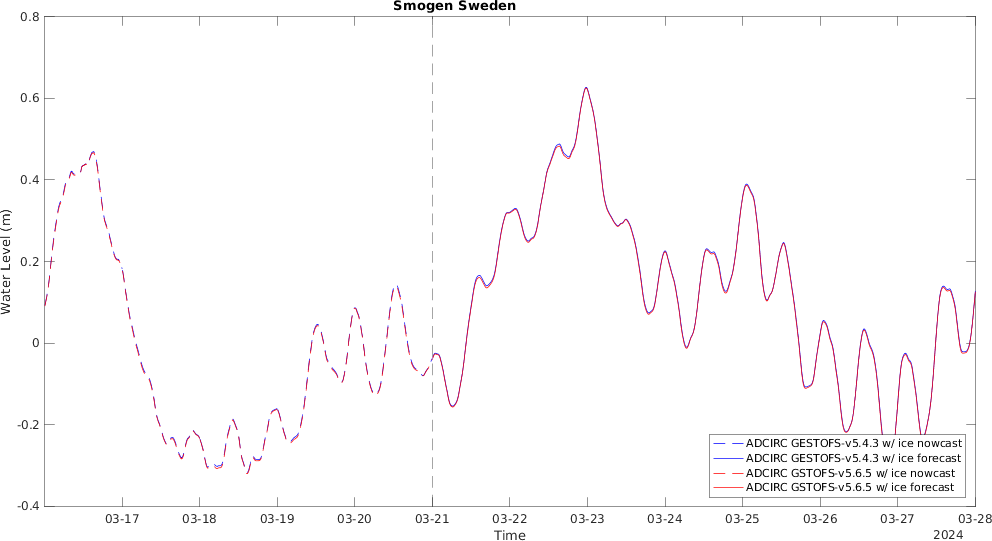 Smogen Sweden
0.8
0.6
0.4
0.2
0
-0.2
-0.4
Water Level (m)
ADCIRC GESTOFS-v5.4.3 w/ ice nowcast
ADCIRC GESTOFS-v5.4.3 w/ ice forecast
ADCIRC GSTOFS-v5.6.5 w/ ice nowcast
ADCIRC GSTOFS-v5.6.5 w/ ice forecast
03-17 03-18 03-19 03-20 03-21 03-22 03-23 03-24 03-25 03-26 03-27 03-28
Time
2024